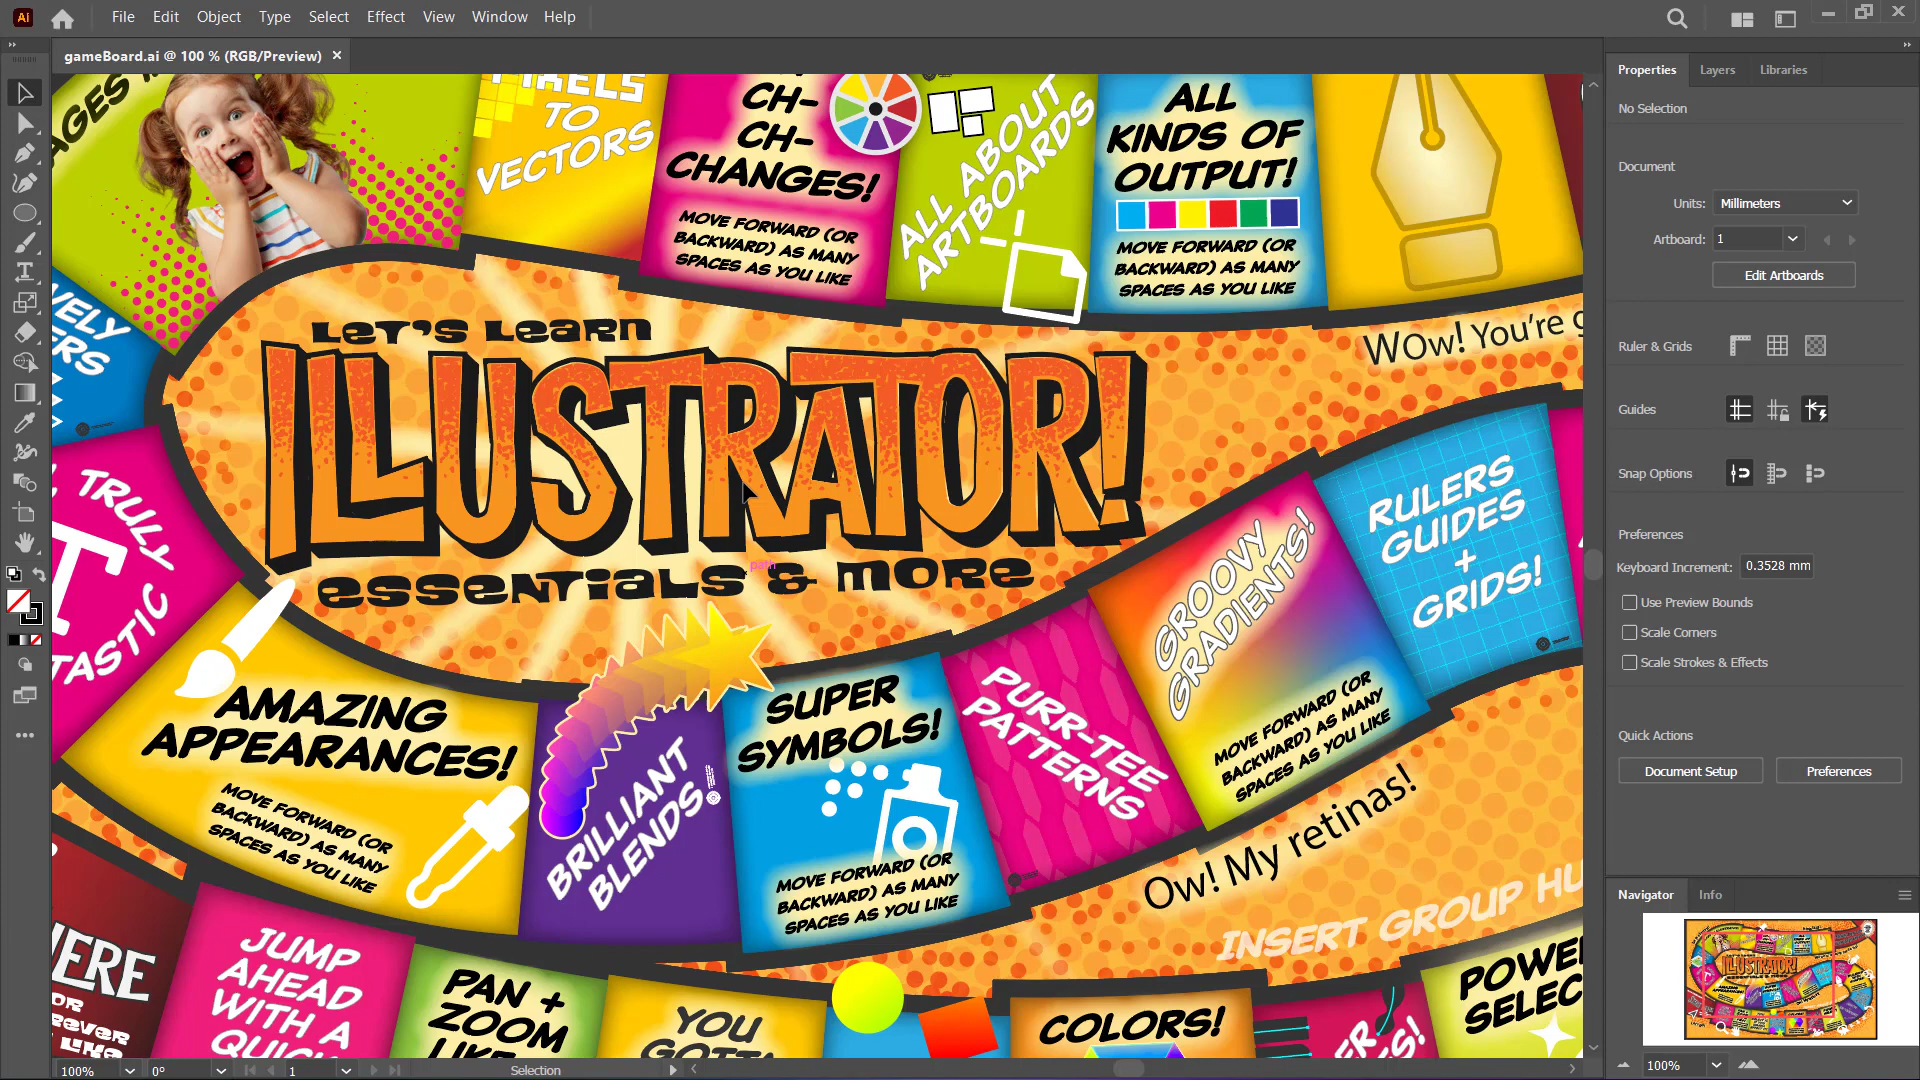 File Edit Object Type Select Effect View Window Help
gameBoard.ai @ 100 % (RGB/Preview)
Properties Layers Libraries
No Selection
Document
Units: Millimeters
Artboard: 1
Edit Artboards
Ruler & Grids
Guides
Snap Options
Preferences
Keyboard Increment: 0.3528 mm
Use Preview Bounds
Scale Corners
Scale Strokes & Effects
Quick Actions
Document Setup Preferences
Navigator Info
100%
100% 0° 1 Selection
PIXELS
TO
VECTORS
CH-
CH-
CHANGES!
MOVE FORWARD (OR
BACKWARD) AS MANY
SPACES AS YOU LIKE
ALL ABOUT
ARTBOARDS
ALL
KINDS OF
OUTPUT!
MOVE FORWARD (OR
BACKWARD) AS MANY
SPACES AS YOU LIKE
LET'S LEARN
ILLUSTRATOR!
ESSENTIALS & MORE
path
Wow! You're g
TRULY
T
TASTIC
AMAZING
APPEARANCES!
MOVE FORWARD (OR
BACKWARD) AS MANY
SPACES AS YOU LIKE
BRILLIANT
BLENDS!
SUPER
SYMBOLS!
MOVE FORWARD (OR
BACKWARD) AS MANY
SPACES AS YOU LIKE
PURR-TEE
PATTERNS
GROOVY
GRADIENTS!
MOVE FORWARD (OR
BACKWARD) AS MANY
SPACES AS YOU LIKE
RULERS
GUIDES
+
GRIDS!
Ow! My retinas!
INSERT GROUP HU
JUMP
AHEAD
WITH A
QUICK
PAN +
ZOOM
LIKE
YOU
GOTTA
COLORS!
POWER
SELEC